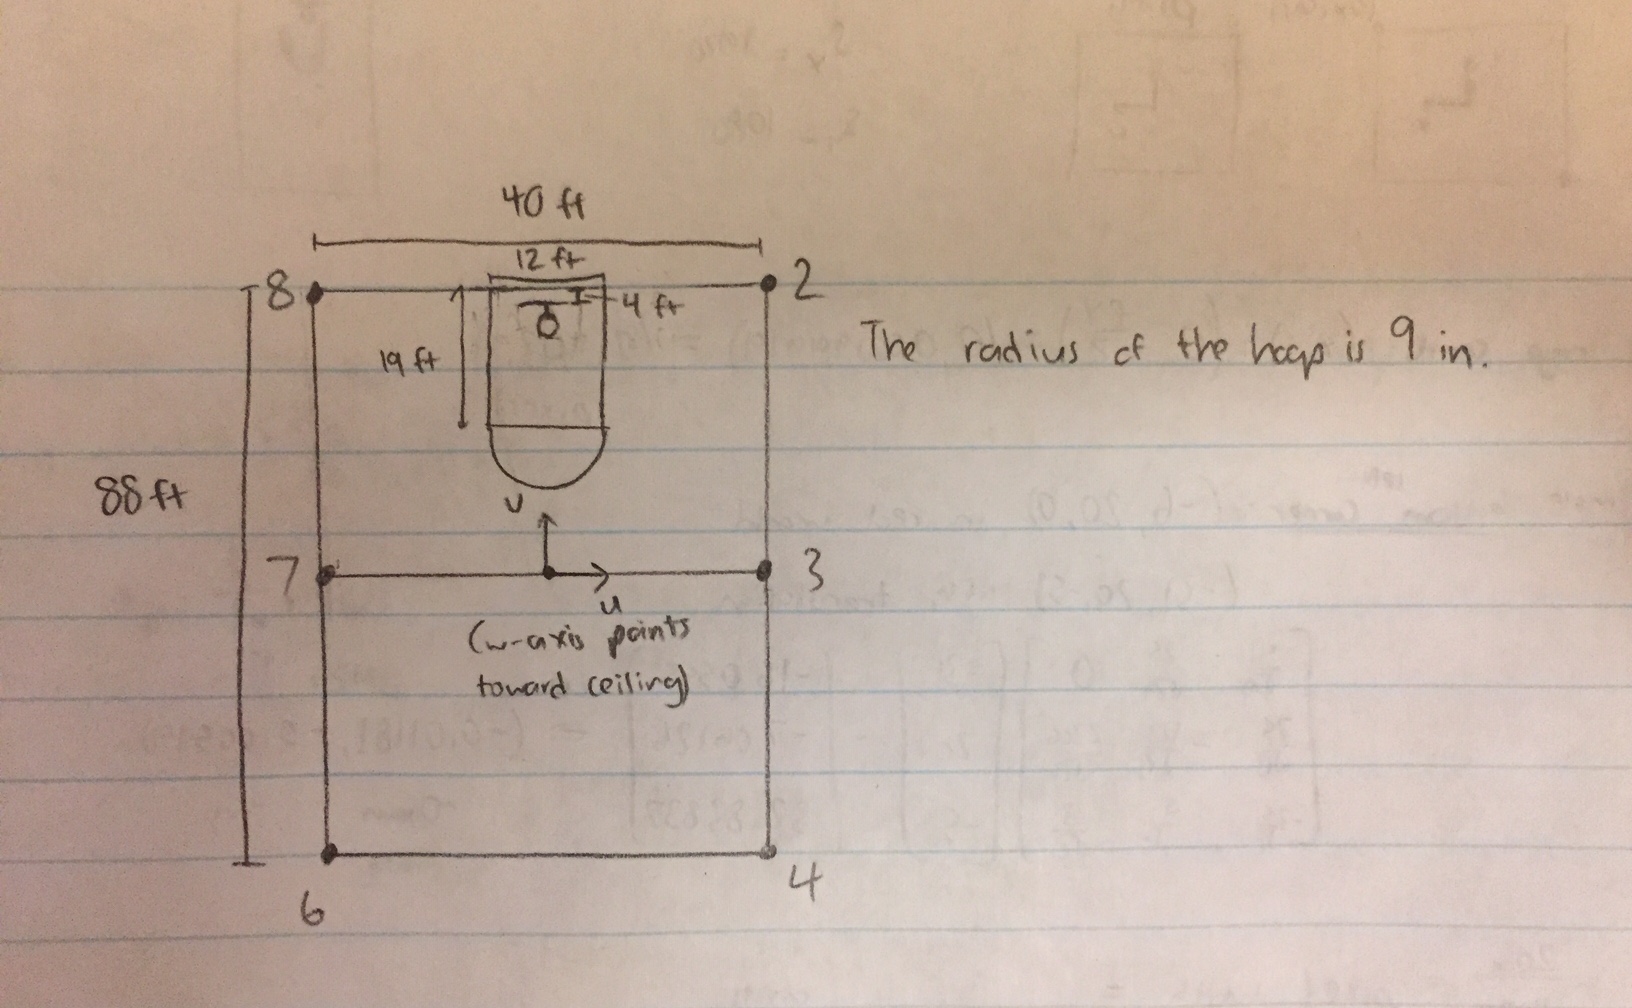 40 ft
12 ft
8
2
4 ft
19 ft
The radius of the hoop is 9 in.
88 ft
v
7
3
u
(w-axis points
toward ceiling)
6
4